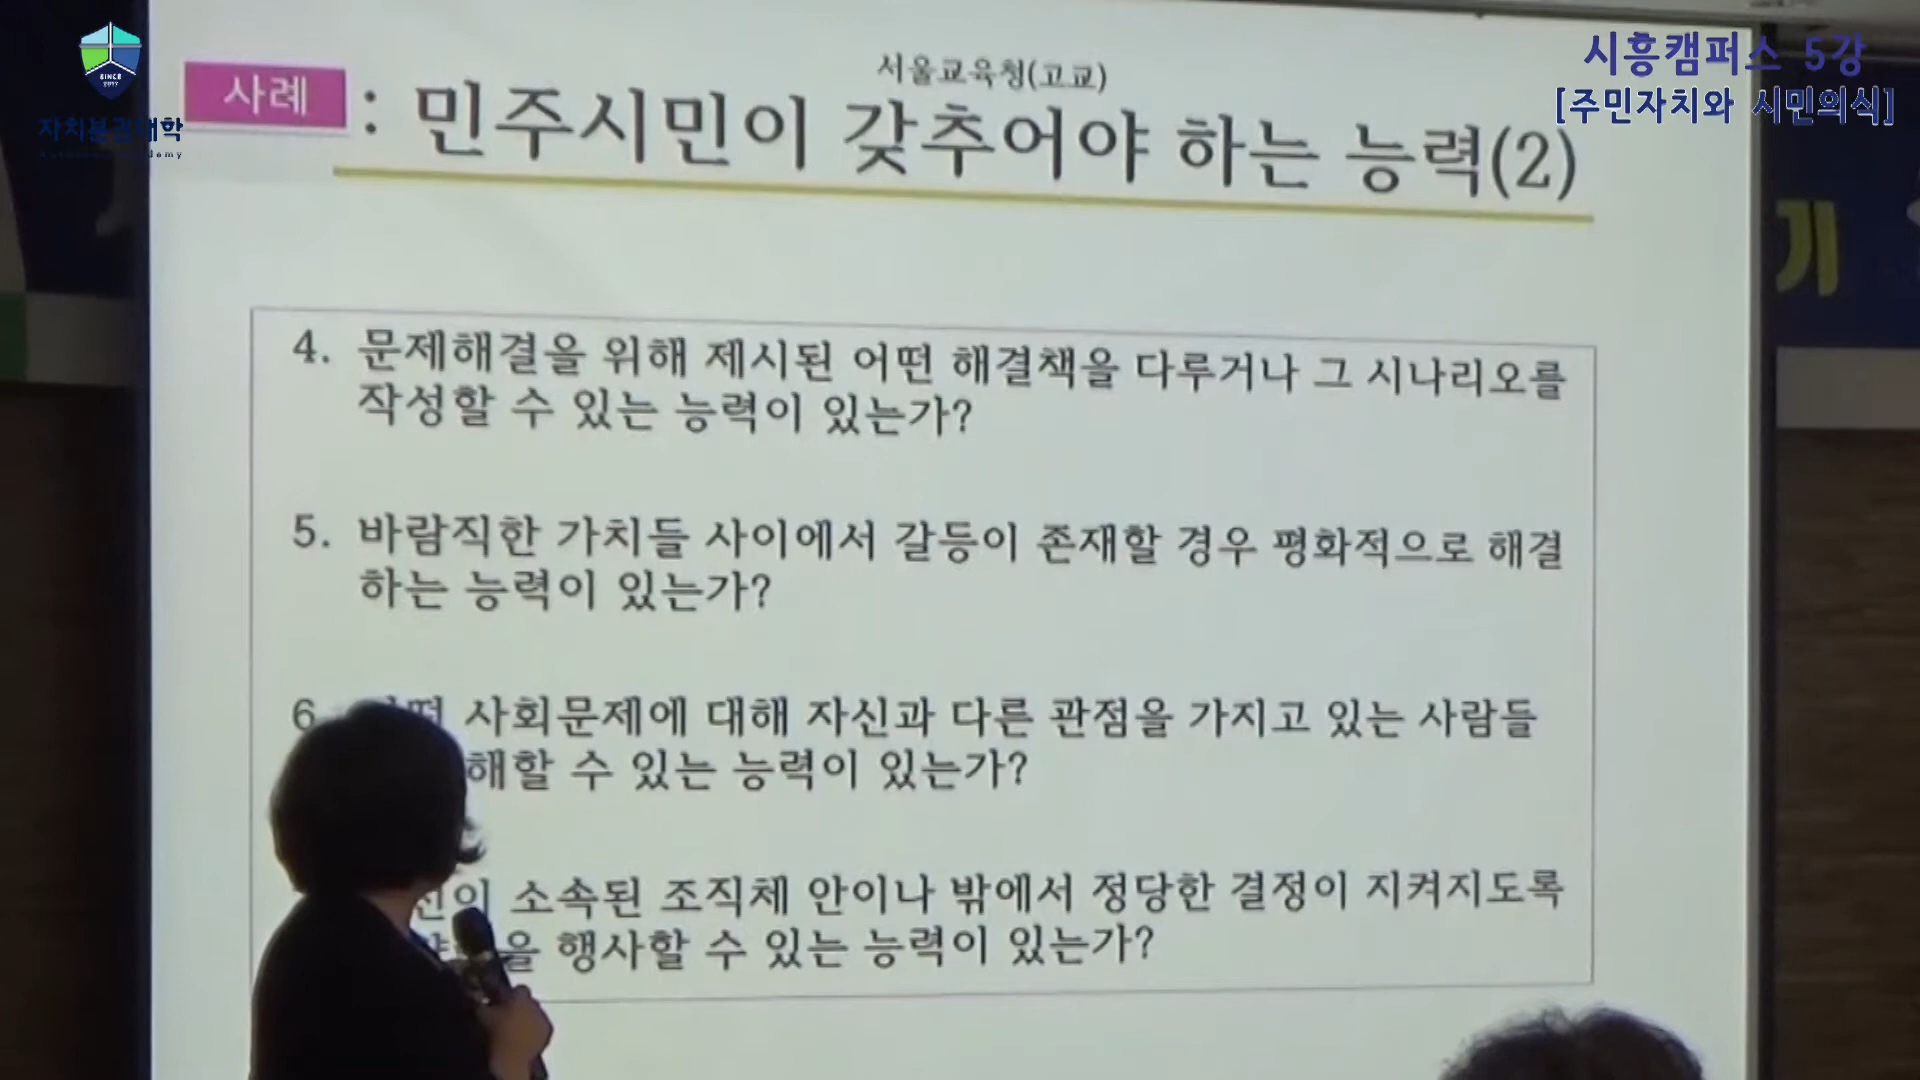 SINCE
2017
자치분권대학
시흥캠퍼스 5강
[주민자치와 시민의식]
서울교육청(고교)
사례 : 민주시민이 갖추어야 하는 능력(2)
기
4. 문제해결을 위해 제시된 어떤 해결책을 다루거나 그 시나리오를
작성할 수 있는 능력이 있는가?
5. 바람직한 가치들 사이에서 갈등이 존재할 경우 평화적으로 해결
하는 능력이 있는가?
6. 사회문제에 대해 자신과 다른 관점을 가지고 있는 사람들
해할 수 있는 능력이 있는가?
소속된 조직체 안이나 밖에서 정당한 결정이 지켜지도록
을 행사할 수 있는 능력이 있는가?